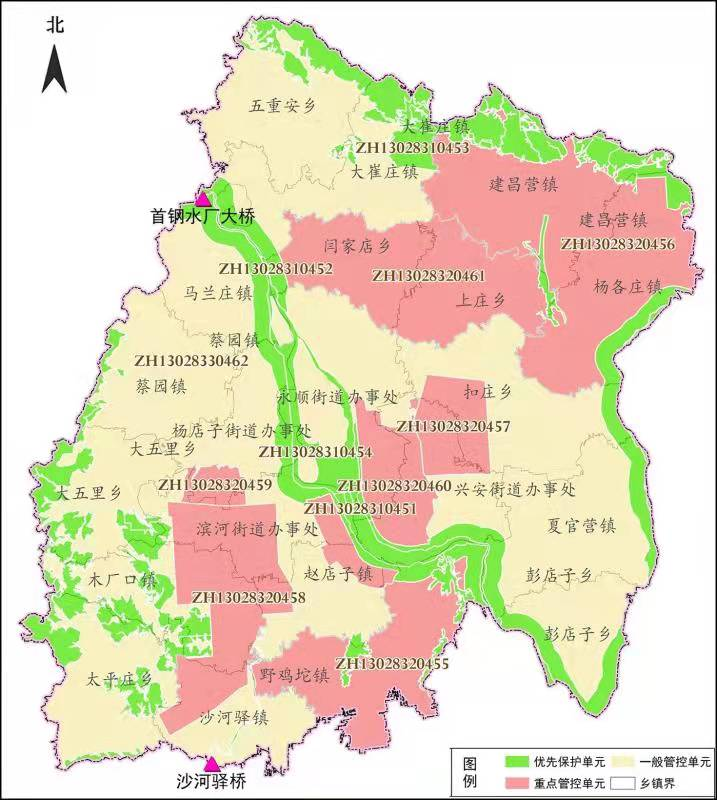 北
五重安乡
大崔庄镇
ZH13028310453
大崔庄镇
建昌营镇
首钢水厂大桥
建昌营镇
闫家店乡
ZH13028320456
ZH13028310452
ZH13028320461
马兰庄镇
上庄乡
杨各庄镇
蔡园镇
ZH13028330462
蔡园镇
永顺街道办事处
扣庄乡
杨店子街道办事处
ZH13028320457
大五里乡
ZH13028310454
ZH13028320459
ZH13028320460
大五里乡
兴安街道办事处
ZH13028310451
滨河街道办事处
夏官营镇
木厂口镇
赵店子镇
彭店子乡
ZH13028320458
彭店子乡
ZH13028320455
太平庄乡
野鸡坨镇
沙河驿镇
沙河驿桥
图例
优先保护单元
一般管控单元
重点管控单元
乡镇界